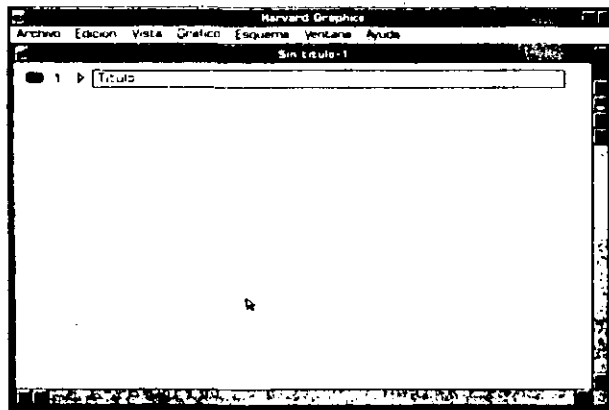 Harvard Graphics
Archivo Edicion Vista Grafico Esquema Ventana Ayuda
Sin titulo-1
1 Titulo